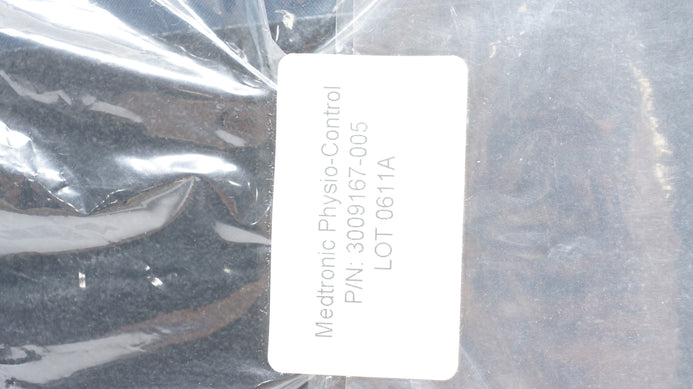 Medtronic Physio-Control
P/N: 3009167-005
LOT 0611A